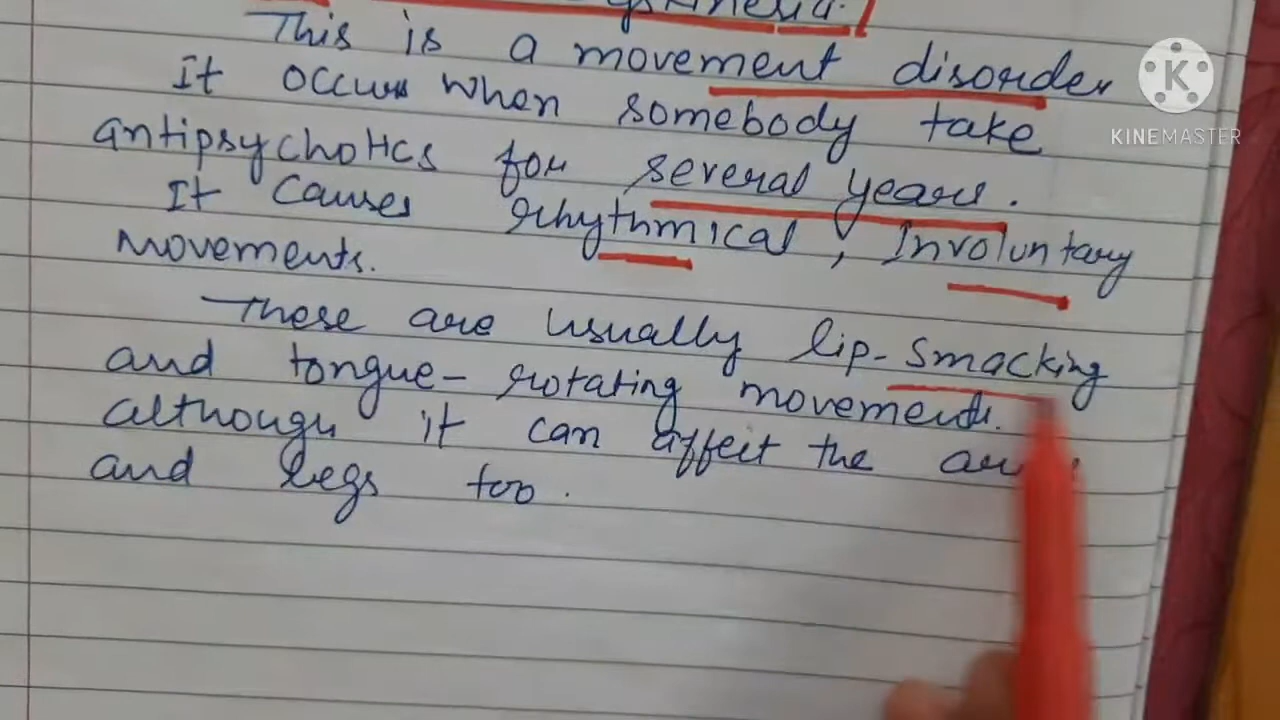 This is a movement disorder
It occurs when somebody take
antipsychotics for several years.
It causes rhythmical, Involuntary
movements.
These are usually lip-smacking
and tongue-rotating movements.
although it can affect the
and legs too.
K
KINEMASTER